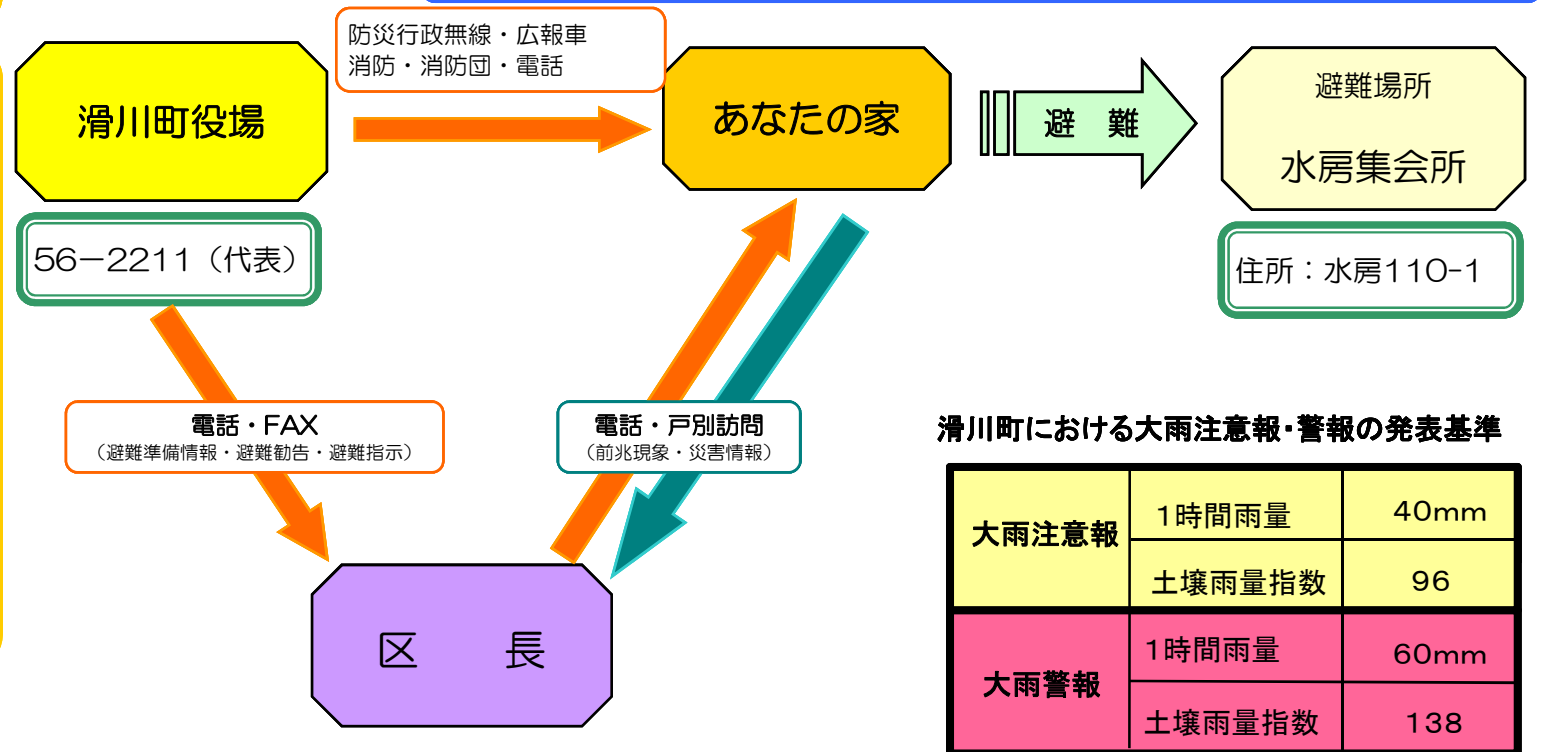 防災行政無線・広報車
消防・消防団・電話
滑川町役場
あなたの家
避　難
避難場所
水房集会所
56－2211（代表）
住所：水房110-1
電話・FAX
（避難準備情報・避難勧告・避難指示）
電話・戸別訪問
（前兆現象・災害情報）
区　長
滑川町における大雨注意報・警報の発表基準
大雨注意報
1時間雨量
40mm
土壌雨量指数
96
大雨警報
1時間雨量
60mm
土壌雨量指数
138